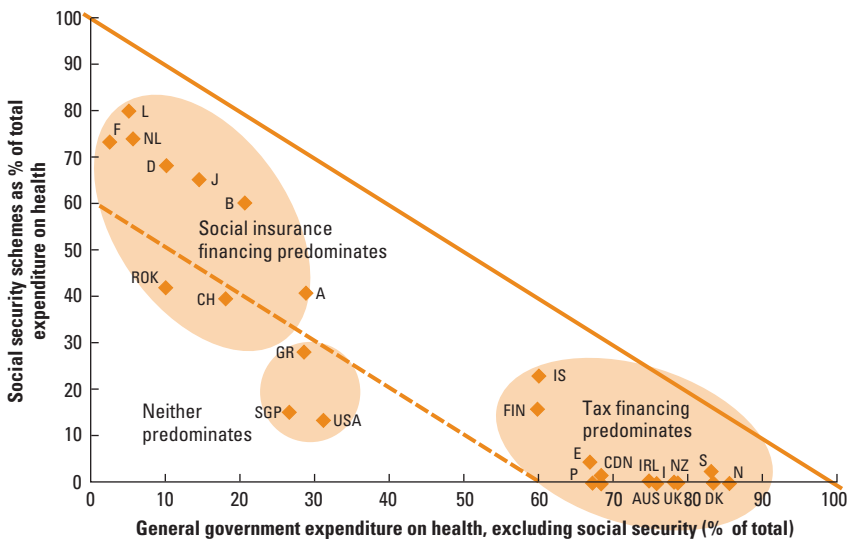 Social security schemes as % of total
expenditure on health
100
90
80
70
60
50
40
30
20
10
0
L
F
NL
D
J
B
Social insurance
financing predominates
ROK
CH
A
GR
SGP
USA
Neither
predominates
IS
FIN
Tax financing
predominates
E
P
CDN
IRL
I
NZ
S
N
AUS
UK
DK
0
10
20
30
40
50
60
70
80
90
100
General government expenditure on health, excluding social security (% of total)